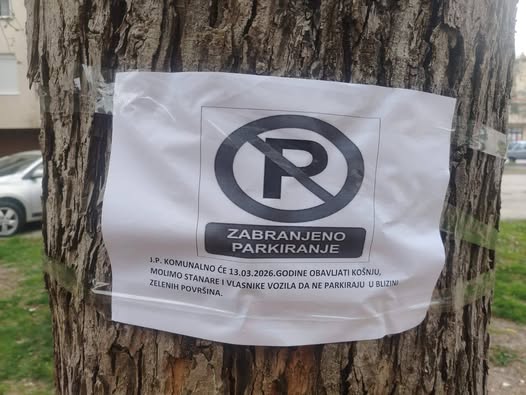 P
ZABRANJENO
PARKIRANJE
J.P. KOMUNALNO ĆE 13.03.2026.GODINE OBAVLJATI KOŠNJU,
MOLIMO STANARE I VLASNIKE VOZILA DA NE PARKIRAJU U BLIZINI
ZELENIH POVRŠINA.